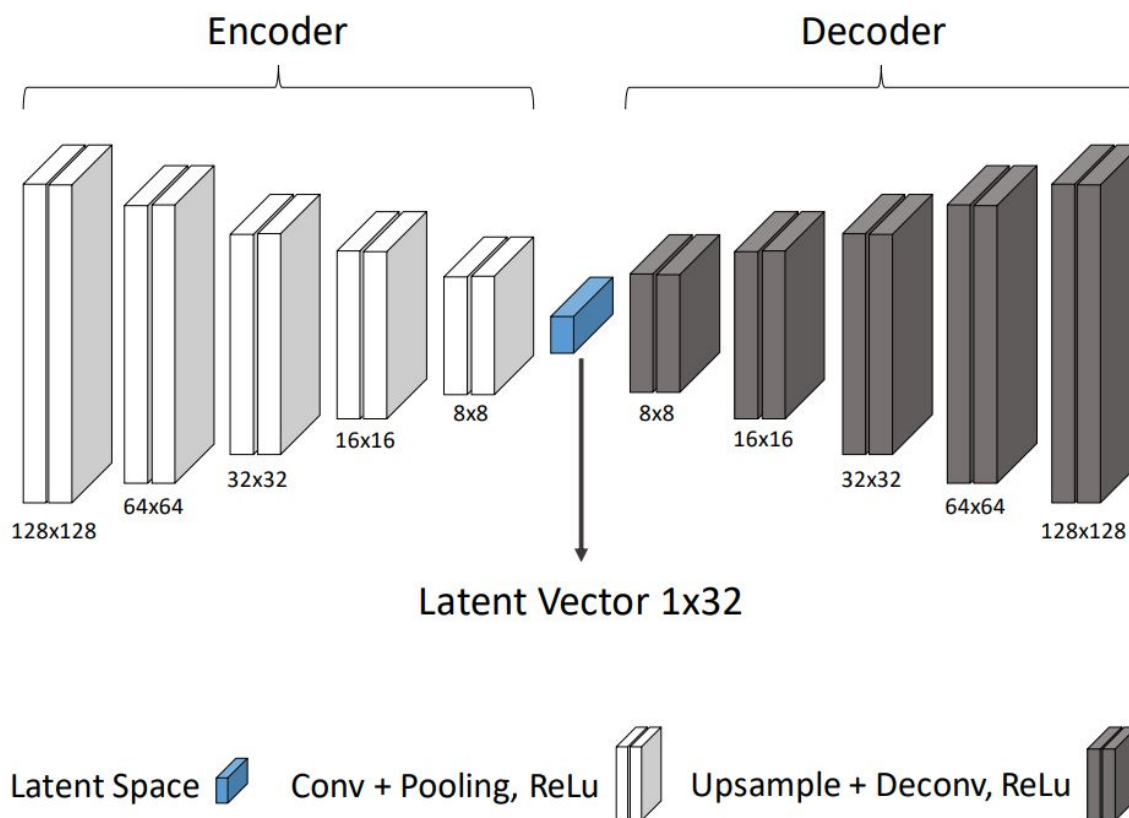 Encoder
Decoder
128x128
64x64
32x32
16x16
8x8
8x8
16x16
32x32
64x64
128x128
Latent Vector 1x32
Latent Space
Conv + Pooling, ReLu
Upsample + Deconv, ReLu